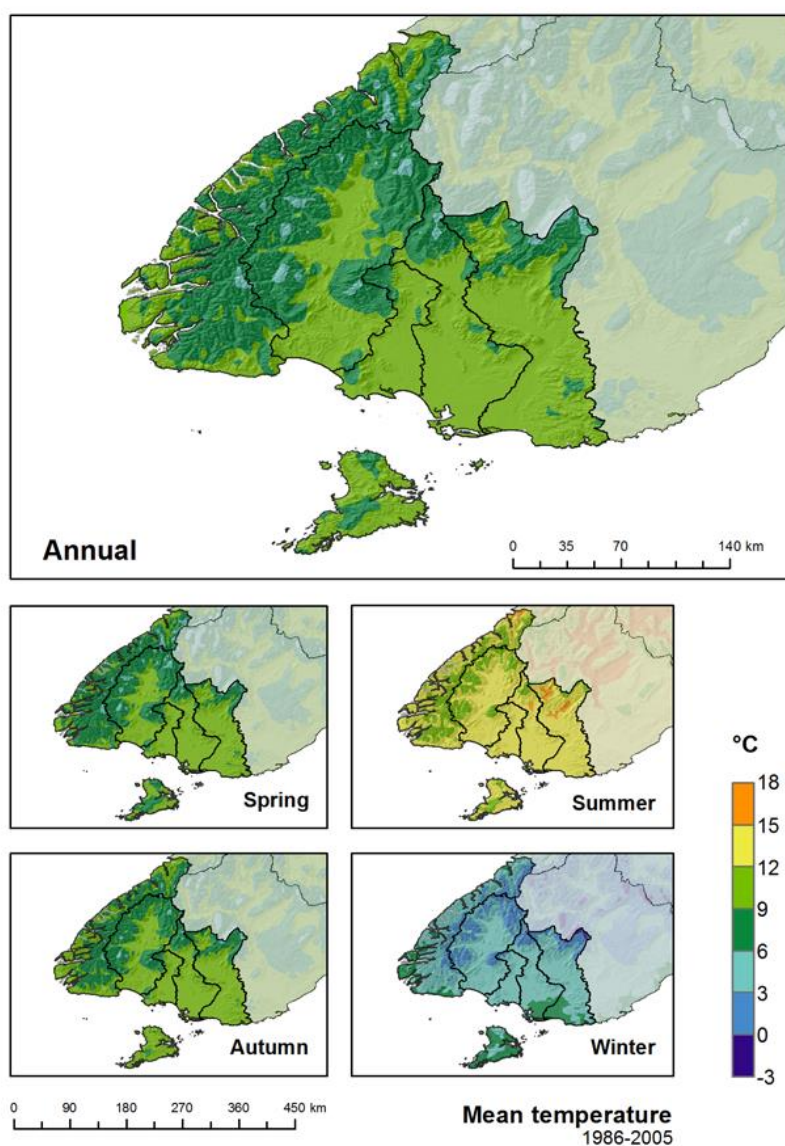 Annual
0 35 70 140 km
Spring
Summer
Autumn
Winter
°C
18
15
12
9
6
3
0
-3
0 90 180 270 360 450 km
Mean temperature
1986-2005